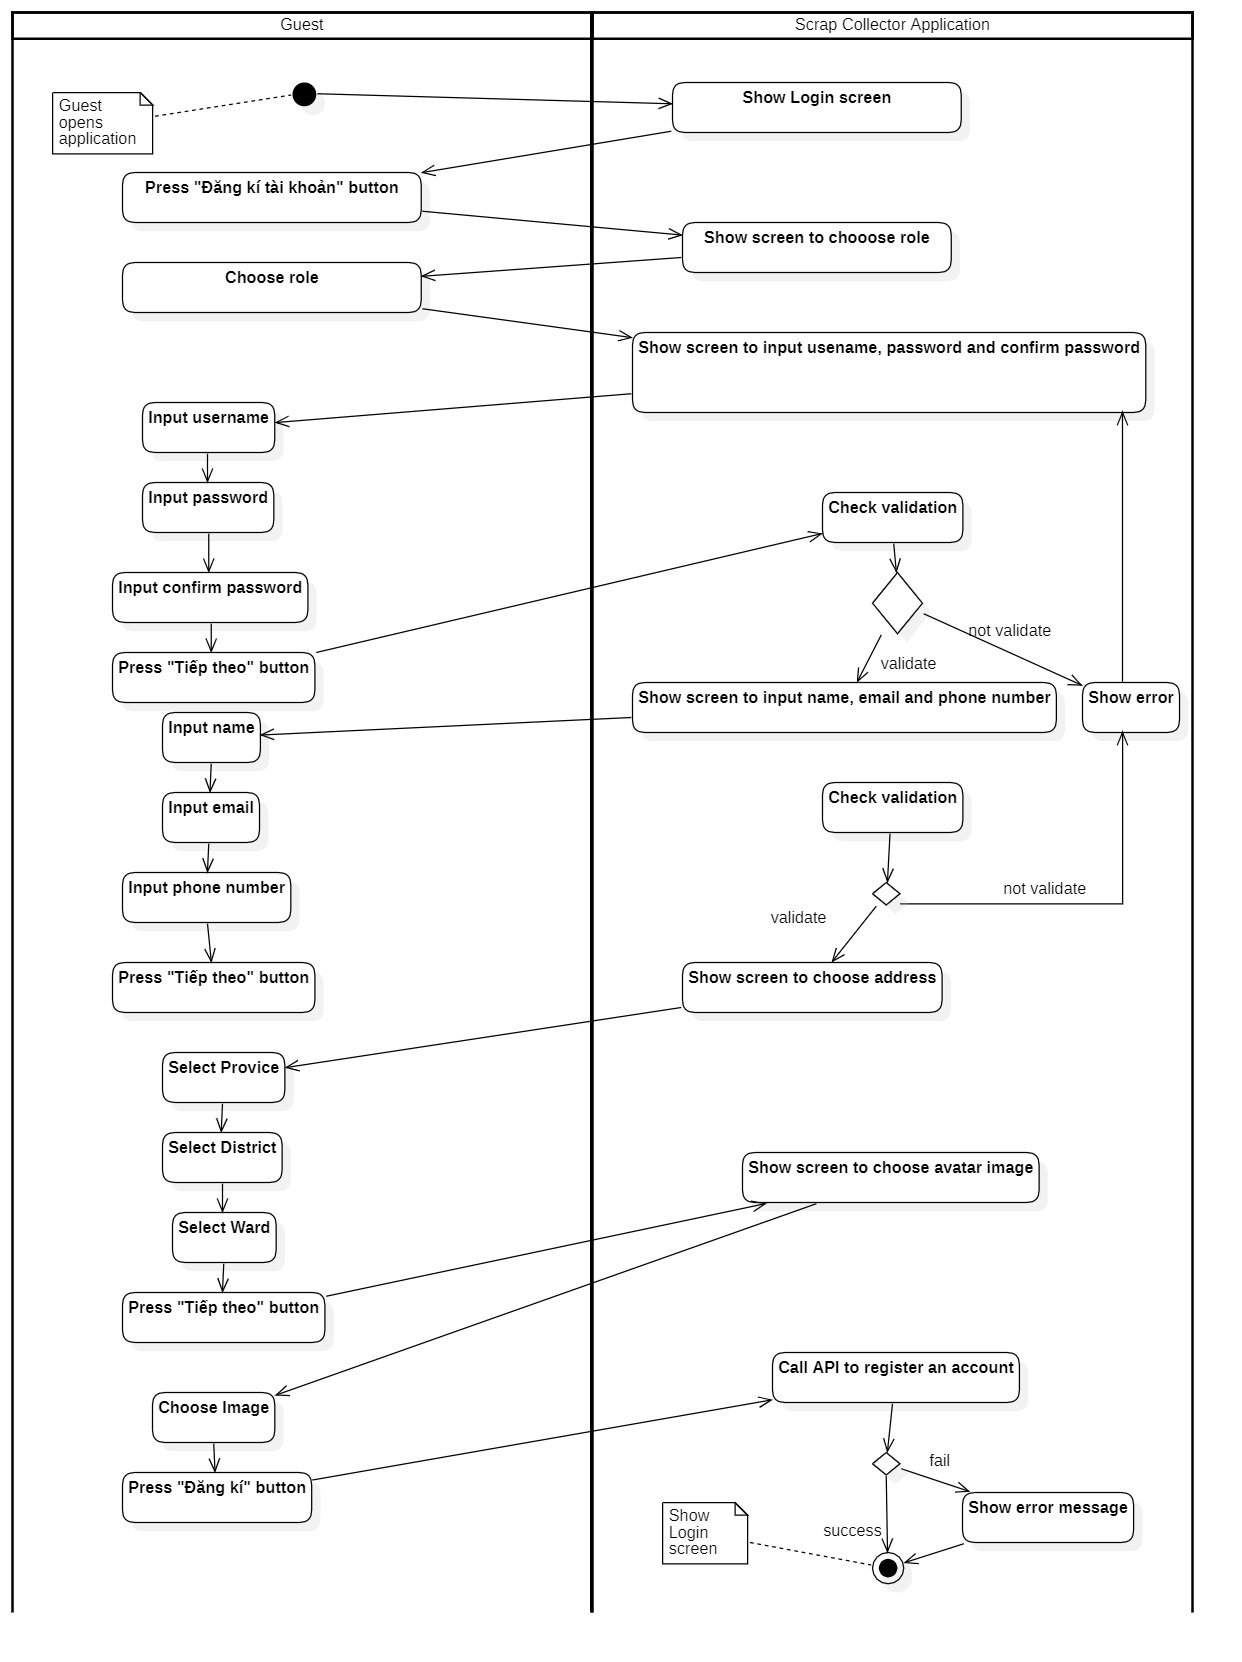 Guest
Scrap Collector Application
Guest
opens
application
Show Login screen
Press "Đăng kí tài khoản" button
Show screen to chooose role
Choose role
Show screen to input usename, password and confirm password
Input username
Input password
Check validation
Input confirm password
not validate
validate
Press "Tiếp theo" button
Show screen to input name, email and phone number
Show error
Input name
Input email
Check validation
Input phone number
not validate
validate
Press "Tiếp theo" button
Show screen to choose address
Select Provice
Select District
Show screen to choose avatar image
Select Ward
Press "Tiếp theo" button
Call API to register an account
Choose Image
fail
Press "Đăng kí" button
Show error message
Show
Login
screen
success